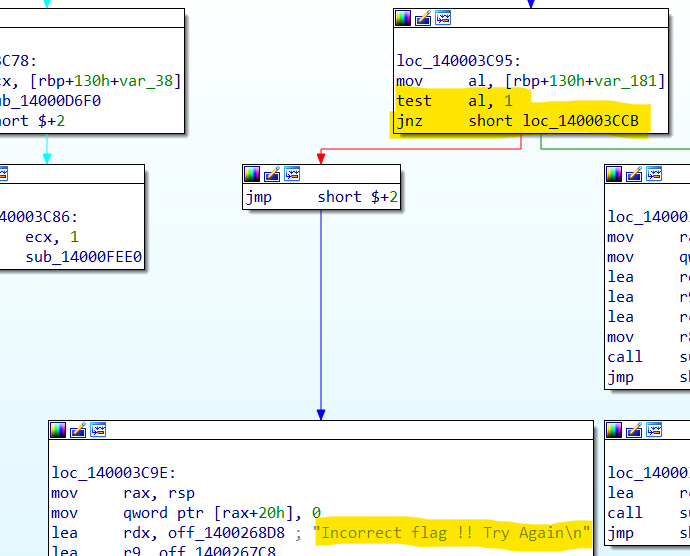 C78:
cx, [rbp+130h+var_38]
ub_14000D6F0
hort $+2
40003C86:
ecx, 1
sub_14000FEE0
loc_140003C95:
mov al, [rbp+130h+var_181]
test al, 1
jnz short loc_140003CCB
jmp short $+2
loc_14000
mov ra
mov qw
lea
lea r9
lea
mov r8
call su
jmp sh
loc_140003C9E:
mov rax, rsp
mov qword ptr [rax+20h], 0
lea rdx, off_1400268D8 ; "Incorrect flag !! Try Again\n"
lea r9, off_1400267C8
loc_14000
lea
call su
jmp sh